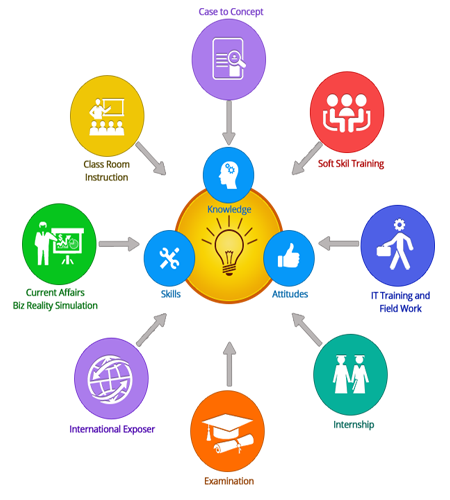 Case to Concept
Class Room
Instruction
Soft Skil Training
Knowledge
Skills
Attitudes
Current Affairs
Biz Reality Simulation
IT Training and
Field Work
International Exposer
Internship
Examination